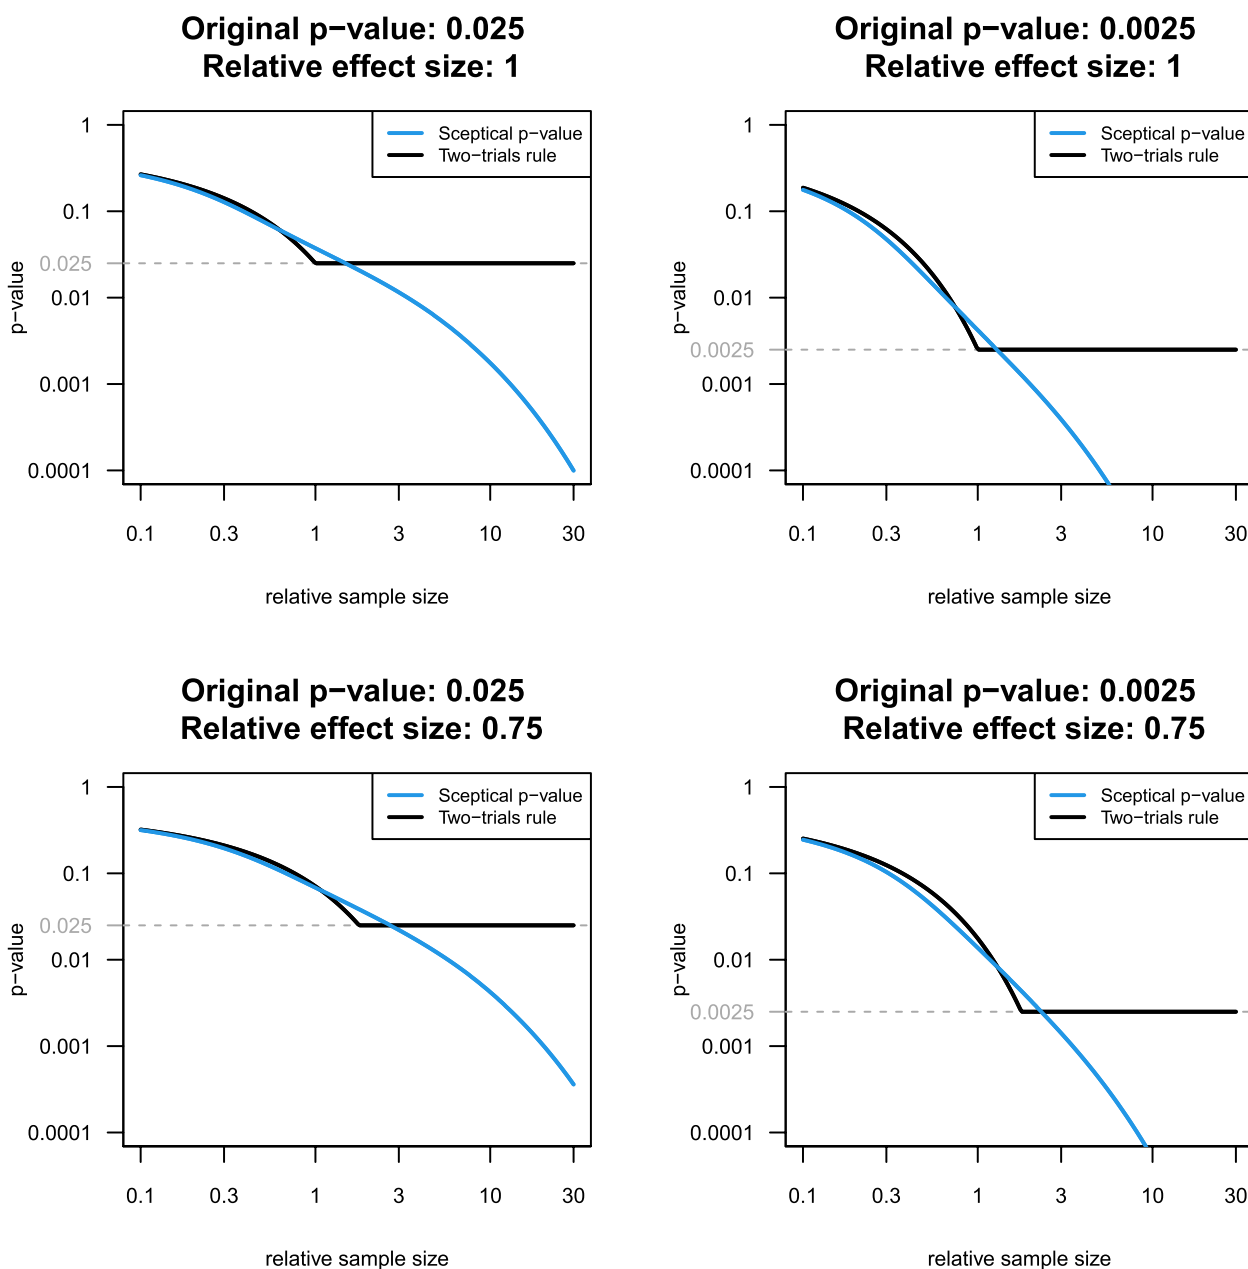 Original p−value: 0.025
Relative effect size: 1
Sceptical p−value
Two−trials rule
1
0.1
0.025
0.01
0.001
0.0001
p−value
0.1 0.3 1 3 10 30
relative sample size
Original p−value: 0.0025
Relative effect size: 1
Sceptical p−value
Two−trials rule
1
0.1
0.01
0.0025
0.001
0.0001
p−value
0.1 0.3 1 3 10 30
relative sample size
Original p−value: 0.025
Relative effect size: 0.75
Sceptical p−value
Two−trials rule
1
0.1
0.025
0.01
0.001
0.0001
p−value
0.1 0.3 1 3 10 30
relative sample size
Original p−value: 0.0025
Relative effect size: 0.75
Sceptical p−value
Two−trials rule
1
0.1
0.01
0.0025
0.001
0.0001
p−value
0.1 0.3 1 3 10 30
relative sample size